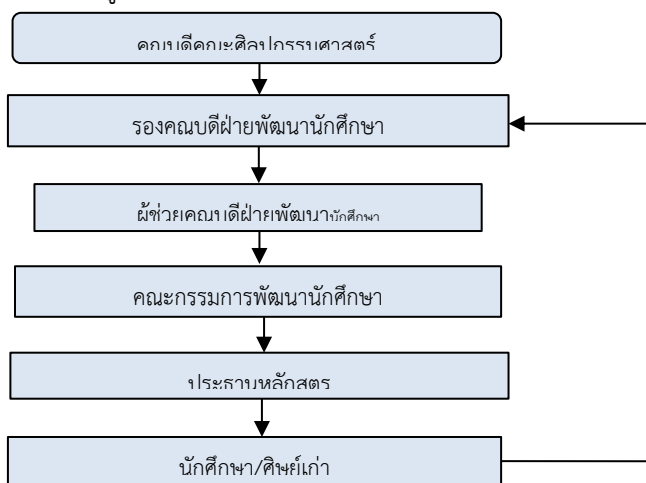 คณบดีคณะศิลปกรรมศาสตร์
รองคณบดีฝ่ายพัฒนานักศึกษา
ผู้ช่วยคณบดีฝ่ายพัฒนานักศึกษา
คณะกรรมการพัฒนานักศึกษา
ประธานหลักสูตร
นักศึกษา/ศิษย์เก่า